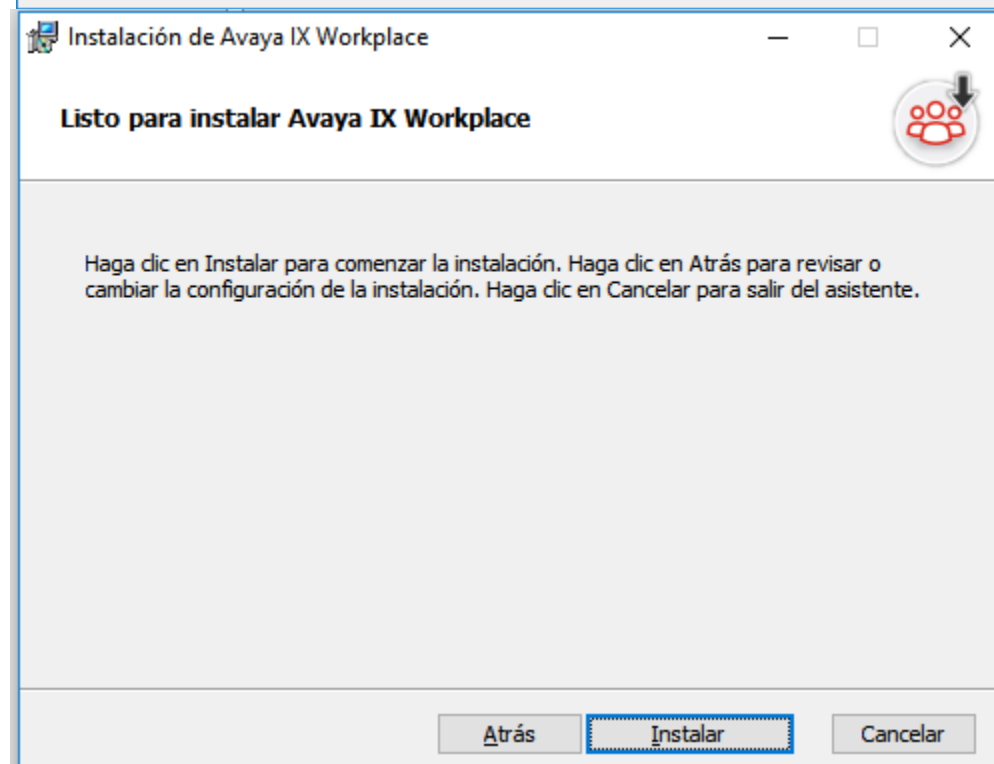 Instalación de Avaya IX Workplace
Listo para instalar Avaya IX Workplace
Haga clic en Instalar para comenzar la instalación. Haga clic en Atrás para revisar o
cambiar la configuración de la instalación. Haga clic en Cancelar para salir del asistente.
Atrás Instalar Cancelar